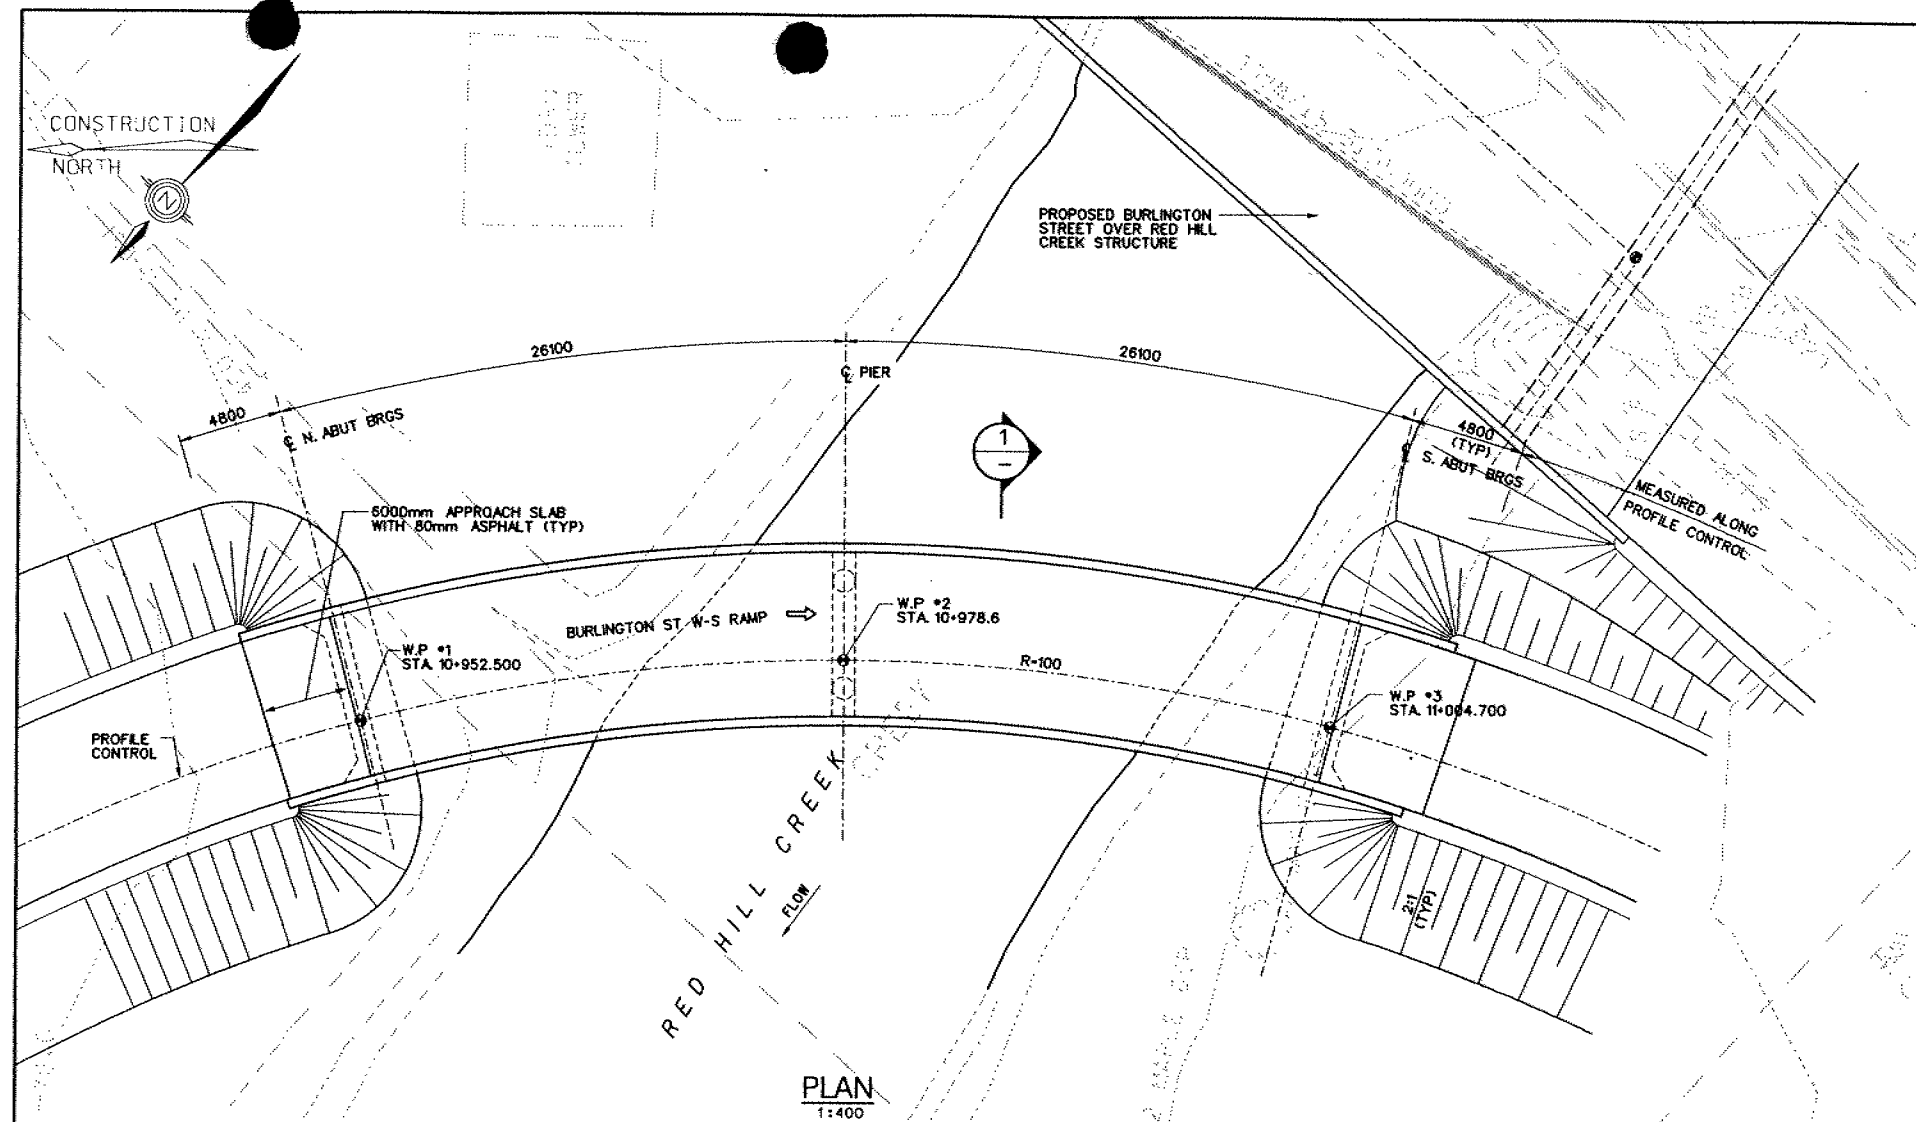 CONSTRUCTION
NORTH
N
PROPOSED BURLINGTON
STREET OVER RED HILL
CREEK STRUCTURE
26100
26100
℄ PIER
4800
℄ N. ABUT BRGS
1
–
4800
(TYP)
℄ S. ABUT BRGS
MEASURED ALONG
PROFILE CONTROL
6000mm APPROACH SLAB
WITH 80mm ASPHALT (TYP)
BURLINGTON ST W-S RAMP
W.P #2
STA. 10+978.6
W.P #1
STA. 10+952.500
R=100
W.P #3
STA. 11+004.700
PROFILE
CONTROL
CREEK
RED HILL CREEK
FLOW
2:1
(TYP)
PLAN
1:400